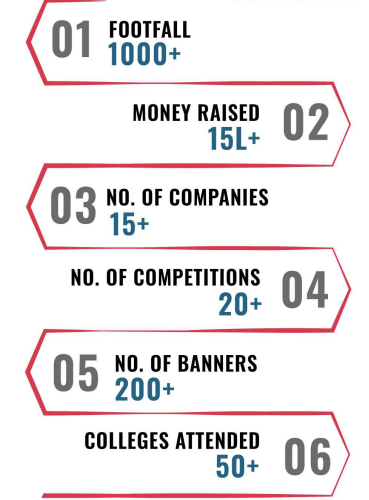 01 FOOTFALL
1000+
MONEY RAISED 02
15L+
03 NO. OF COMPANIES
15+
NO. OF COMPETITIONS 04
20+
05 NO. OF BANNERS
200+
COLLEGES ATTENDED 06
50+